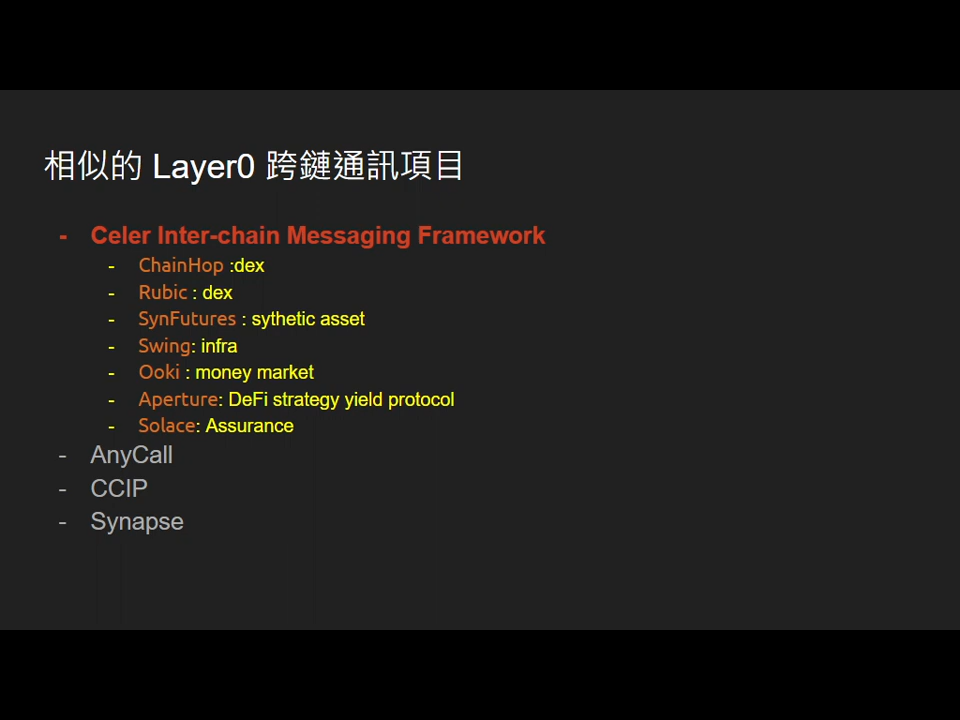 相似的 Layer0 跨鏈通訊項目
- Celer Inter-chain Messaging Framework
- ChainHop :dex
- Rubic : dex
- SynFutures : sythetic asset
- Swing: infra
- Ooki : money market
- Aperture: DeFi strategy yield protocol
- Solace: Assurance
- AnyCall
- CCIP
- Synapse